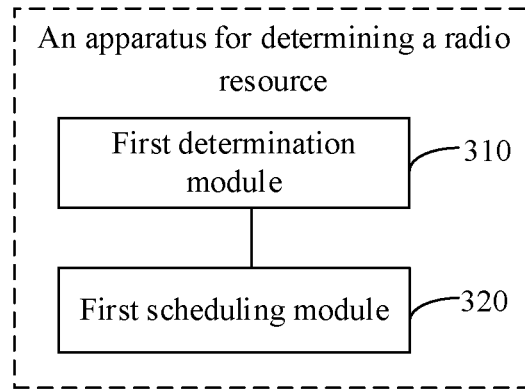 An apparatus for determining a radio
resource
First determination
module
310
First scheduling module
320